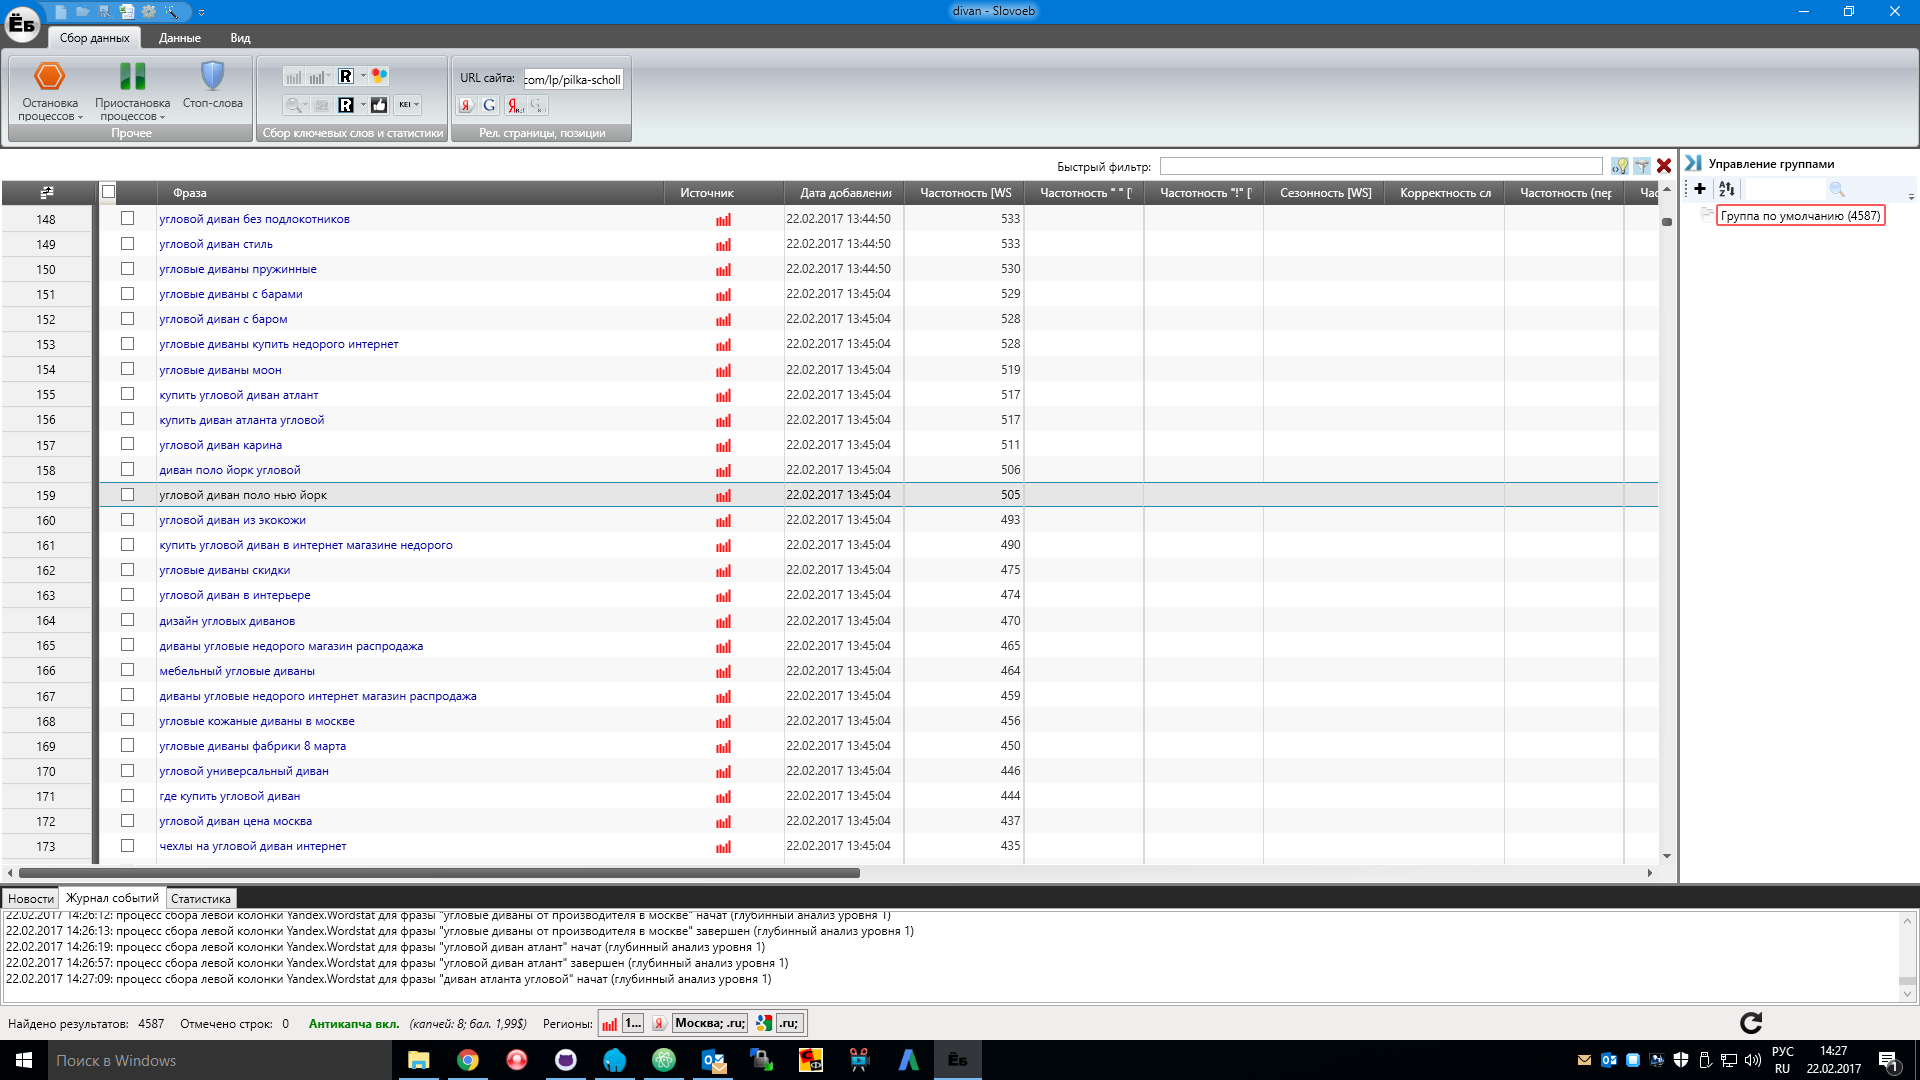 divan - Slovoeb
ЁБ
Сбор данных Данные Вид
Остановка процессов
Приостановка процессов
Стоп-слова
Прочее
R
R KEI
Сбор ключевых слов и статистики
URL сайта: com/lp/pilka-scholl
Рел. страницы, позиции
Быстрый фильтр:
Управление группами
Группа по умолчанию (4587)
Фраза Источник Дата добавления Частотность [WS Частотность " " [' Частотность "!" [' Сезонность [WS] Корректность сл Частотность (пер Час
148 угловой диван без подлокотников 22.02.2017 13:44:50 533
149 угловой диван стиль 22.02.2017 13:44:50 533
150 угловые диваны пружинные 22.02.2017 13:44:50 530
151 угловые диваны с барами 22.02.2017 13:45:04 529
152 угловой диван с баром 22.02.2017 13:45:04 528
153 угловые диваны купить недорого интернет 22.02.2017 13:45:04 528
154 угловые диваны моон 22.02.2017 13:45:04 519
155 купить угловой диван атлант 22.02.2017 13:45:04 517
156 купить диван атланта угловой 22.02.2017 13:45:04 517
157 угловой диван карина 22.02.2017 13:45:04 511
158 диван поло йорк угловой 22.02.2017 13:45:04 506
159 угловой диван поло нью йорк 22.02.2017 13:45:04 505
160 угловой диван из экокожи 22.02.2017 13:45:04 493
161 купить угловой диван в интернет магазине недорого 22.02.2017 13:45:04 490
162 угловые диваны скидки 22.02.2017 13:45:04 475
163 угловой диван в интерьере 22.02.2017 13:45:04 474
164 дизайн угловых диванов 22.02.2017 13:45:04 470
165 диваны угловые недорого магазин распродажа 22.02.2017 13:45:04 465
166 мебельный угловые диваны 22.02.2017 13:45:04 464
167 диваны угловые недорого интернет магазин распродажа 22.02.2017 13:45:04 459
168 угловые кожаные диваны в москве 22.02.2017 13:45:04 456
169 угловые диваны фабрики 8 марта 22.02.2017 13:45:04 450
170 угловой универсальный диван 22.02.2017 13:45:04 446
171 где купить угловой диван 22.02.2017 13:45:04 444
172 угловой диван цена москва 22.02.2017 13:45:04 437
173 чехлы на угловой диван интернет 22.02.2017 13:45:04 435
Новости Журнал событий Статистика
22.02.2017 14:26:12: процесс сбора левой колонки Yandex.Wordstat для фразы "угловые диваны от производителя в москве" начат (глубинный анализ уровня 1)
22.02.2017 14:26:13: процесс сбора левой колонки Yandex.Wordstat для фразы "угловые диваны от производителя в москве" завершен (глубинный анализ уровня 1)
22.02.2017 14:26:19: процесс сбора левой колонки Yandex.Wordstat для фразы "угловой диван атлант" начат (глубинный анализ уровня 1)
22.02.2017 14:26:57: процесс сбора левой колонки Yandex.Wordstat для фразы "угловой диван атлант" завершен (глубинный анализ уровня 1)
22.02.2017 14:27:09: процесс сбора левой колонки Yandex.Wordstat для фразы "диван атланта угловой" начат (глубинный анализ уровня 1)
Найдено результатов: 4587 Отмечено строк: 0 Антикапча вкл. (капчей: 8; бал. 1,99$) Регионы: 1... Я Москва; .ru; .ru;
Поиск в Windows
ЁБ
РУС
RU
14:27
22.02.2017
1